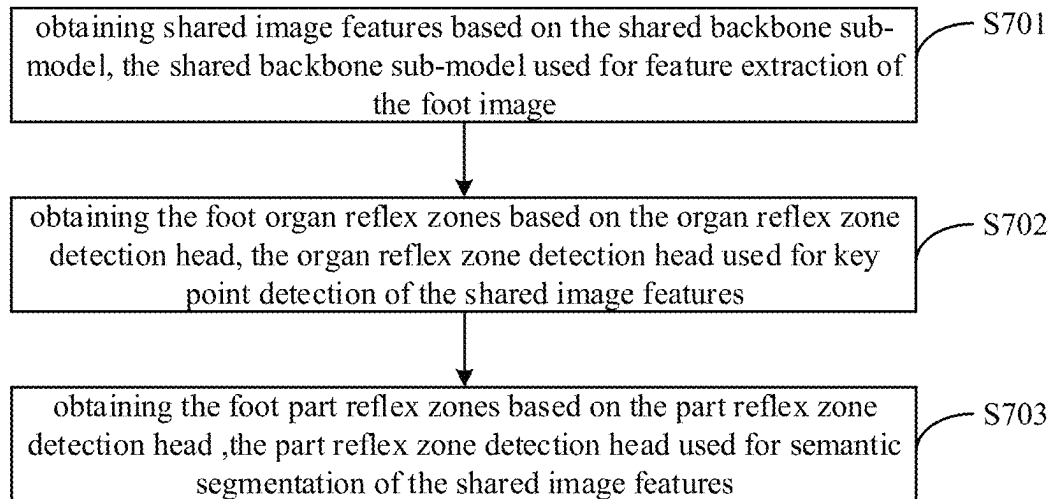 obtaining shared image features based on the shared backbone sub-
model, the shared backbone sub-model used for feature extraction of
the foot image
S701
obtaining the foot organ reflex zones based on the organ reflex zone
detection head, the organ reflex zone detection head used for key
point detection of the shared image features
S702
obtaining the foot part reflex zones based on the part reflex zone
detection head ,the part reflex zone detection head used for semantic
segmentation of the shared image features
S703